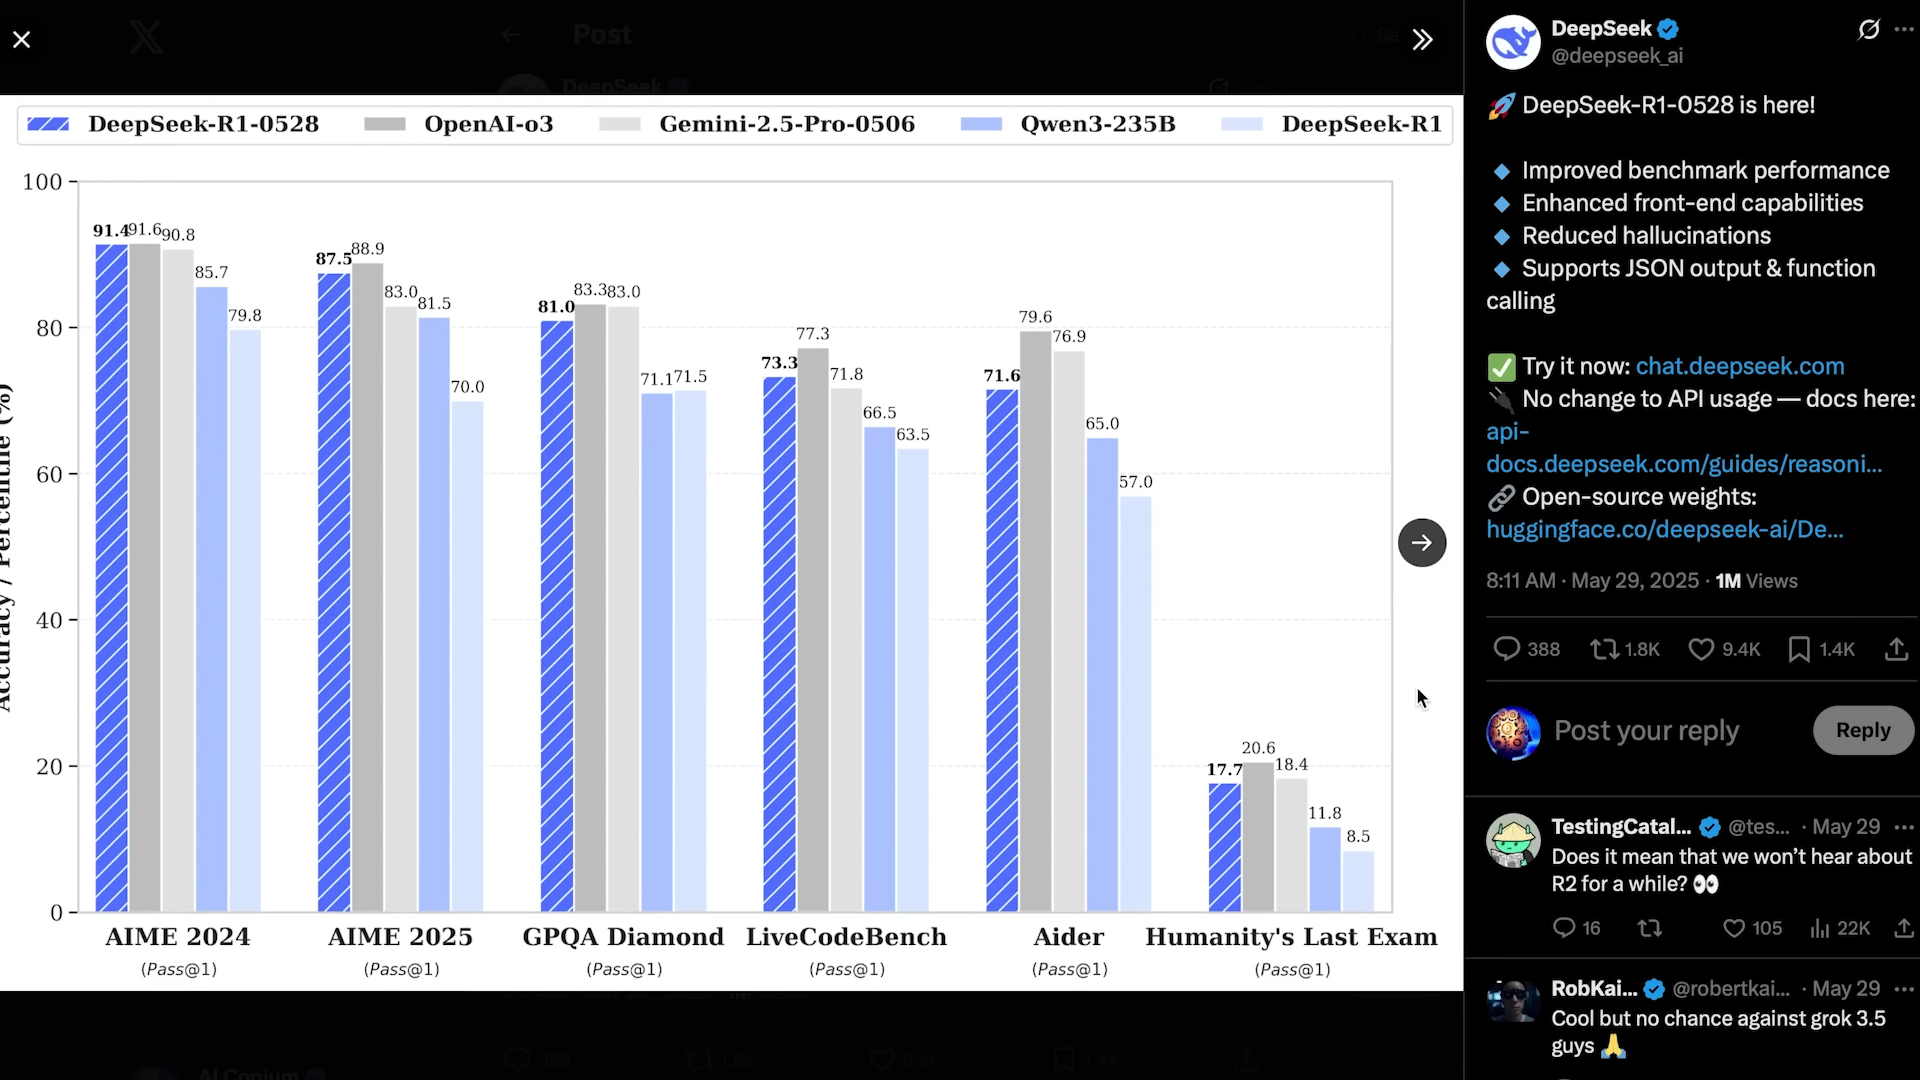 Post
DeepSeek-R1-0528
OpenAI-o3
Gemini-2.5-Pro-0506
Qwen3-235B
DeepSeek-R1
Accuracy / Percentile (%)
100
80
60
40
20
0
91.4
91.6
90.8
85.7
79.8
87.5
88.9
83.0
81.5
70.0
81.0
83.3
83.0
71.1
71.5
73.3
77.3
71.8
66.5
63.5
71.6
79.6
76.9
65.0
57.0
17.7
20.6
18.4
11.8
8.5
AIME 2024
(Pass@1)
AIME 2025
(Pass@1)
GPQA Diamond
(Pass@1)
LiveCodeBench
(Pass@1)
Aider
(Pass@1)
Humanity's Last Exam
(Pass@1)
DeepSeek
@deepseek_ai
🚀 DeepSeek-R1-0528 is here!
🔹 Improved benchmark performance
🔹 Enhanced front-end capabilities
🔹 Reduced hallucinations
🔹 Supports JSON output & function
calling
✅ Try it now: chat.deepseek.com
🔌 No change to API usage — docs here:
api-
docs.deepseek.com/guides/reasoni...
🔗 Open-source weights:
huggingface.co/deepseek-ai/De...
8:11 AM · May 29, 2025 · 1M Views
388 1.8K 9.4K 1.4K
Post your reply
Reply
TestingCatal... @tes... · May 29
Does it mean that we won't hear about
R2 for a while? 👀
16 105 22K
RobKai... @robertkai... · May 29
Cool but no chance against grok 3.5
guys 🙏